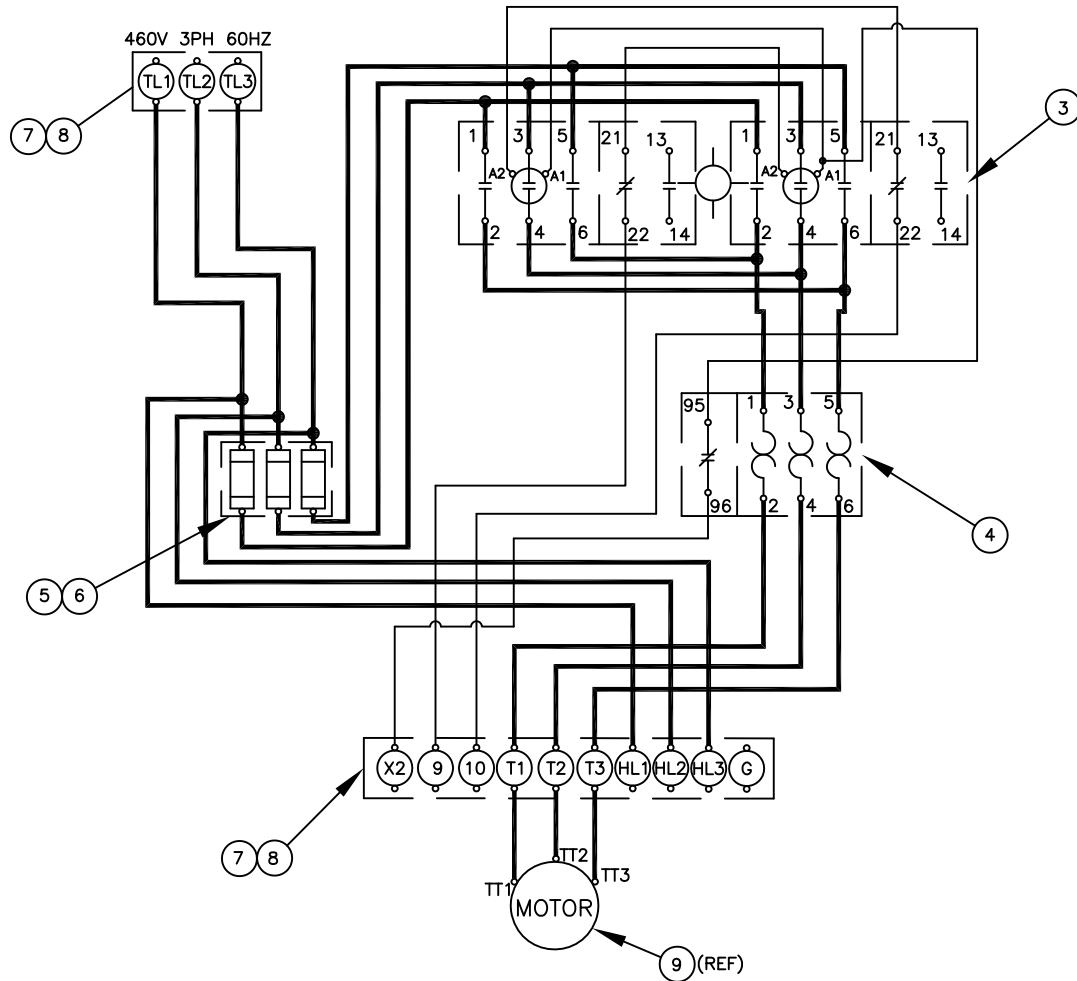 460V 3PH 60HZ
TL1 TL2 TL3
7 8
3
1 3 5 21 13 1 3 5 21 13
A2 A1 A2 A1
2 4 6 22 14 2 4 6 22 14
95 1 3 5
96 2 4 6
4
5 6
X2 9 10 T1 T2 T3 HL1 HL2 HL3 G
7 8
TT1 TT2 TT3
MOTOR
9 (REF)